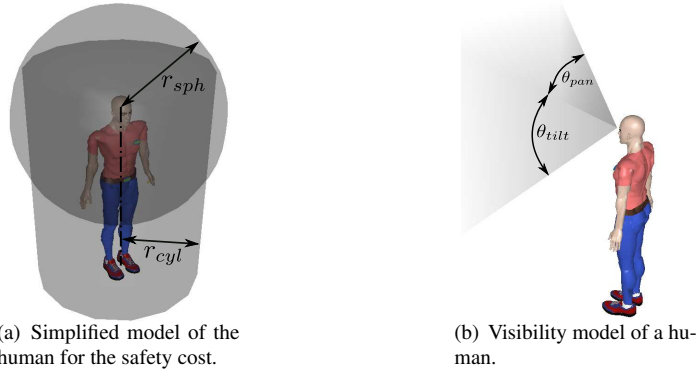 r_sph
r_cyl
θ_pan
θ_tilt
(a) Simplified model of the
human for the safety cost.
(b) Visibility model of a hu-
man.